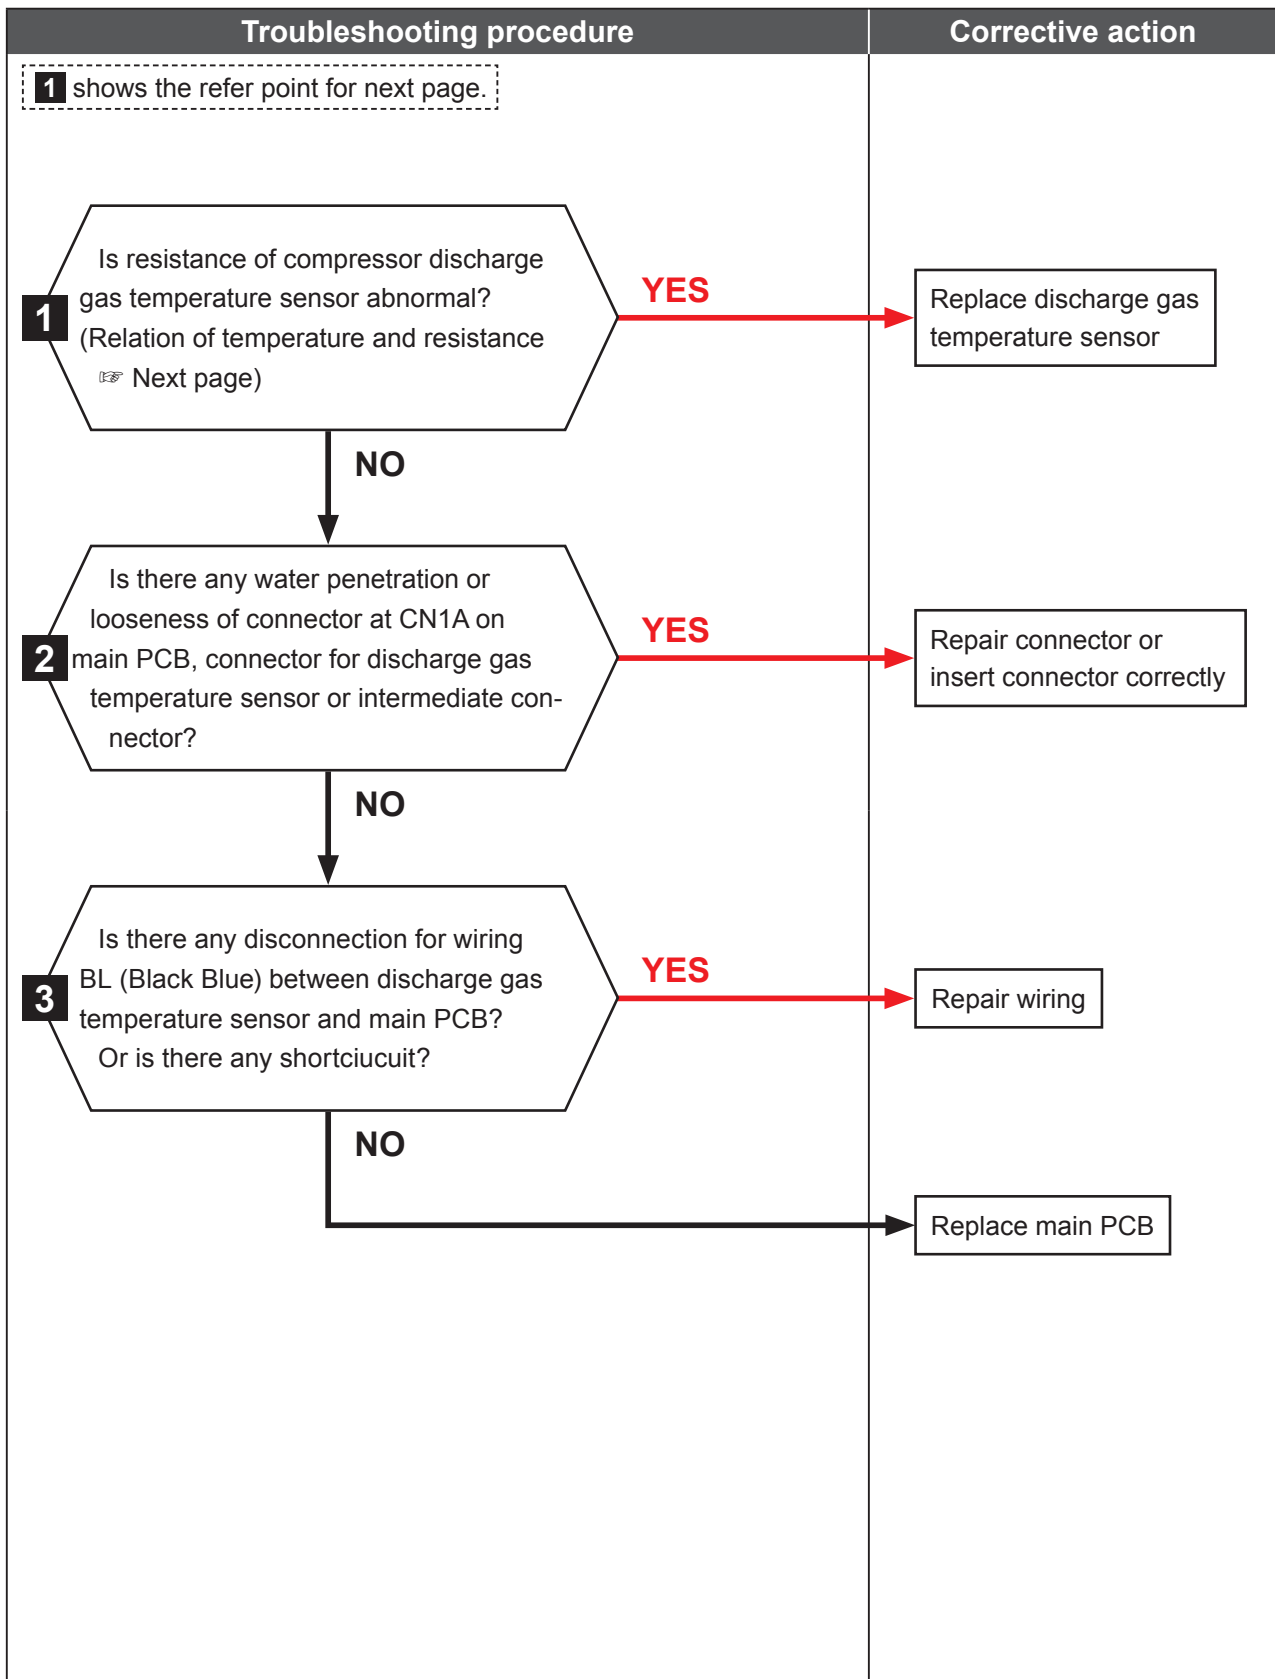 Troubleshooting procedure
Corrective action
1 shows the refer point for next page.
1
Is resistance of compressor discharge
gas temperature sensor abnormal?
(Relation of temperature and resistance
☞ Next page)
YES
Replace discharge gas
temperature sensor
NO
2
Is there any water penetration or
looseness of connector at CN1A on
main PCB, connector for discharge gas
temperature sensor or intermediate con-
nector?
YES
Repair connector or
insert connector correctly
NO
3
Is there any disconnection for wiring
BL (Black Blue) between discharge gas
temperature sensor and main PCB?
Or is there any shortciucuit?
YES
Repair wiring
NO
Replace main PCB